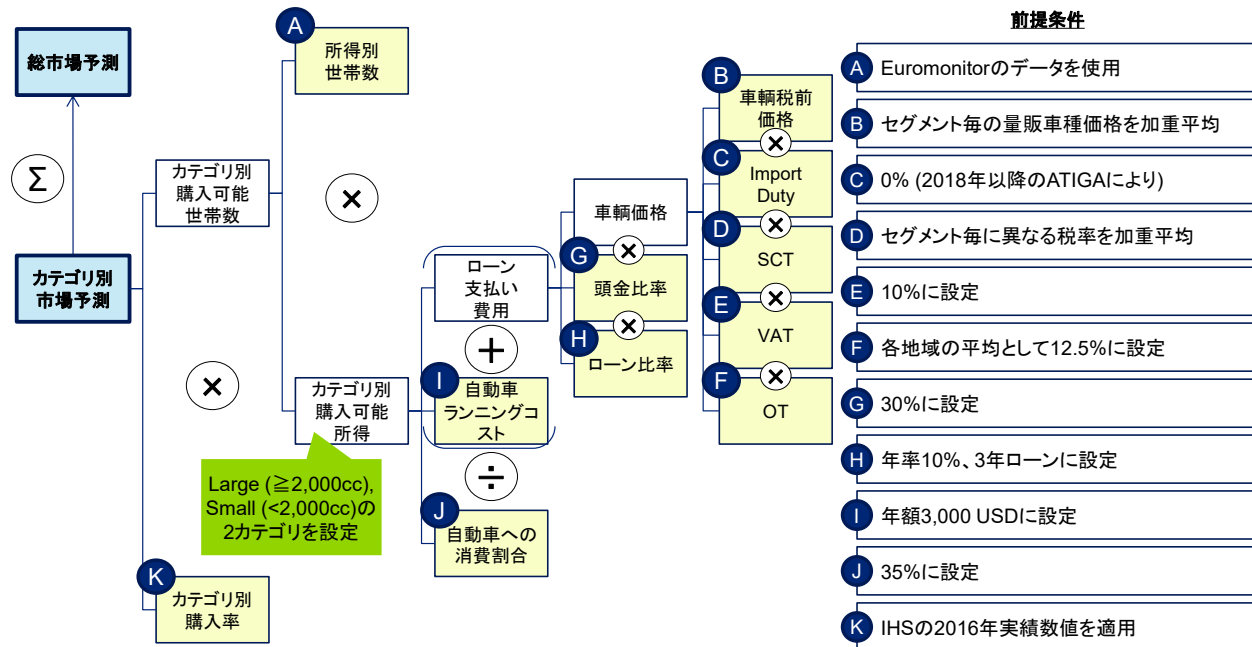 前提条件
総市場予測
Σ
カテゴリ別
市場予測
×
カテゴリ別
購入可能
世帯数
K
カテゴリ別
購入率
A
所得別
世帯数
×
カテゴリ別
購入可能
所得
Large (≧2,000cc),
Small (<2,000cc)の
2カテゴリを設定
ローン
支払い
費用
+
I
自動車
ランニングコ
スト
÷
J
自動車への
消費割合
車輌価格
×
G
頭金比率
×
H
ローン比率
B
車輌税前
価格
×
C
Import
Duty
×
D
SCT
×
E
VAT
×
F
OT
A Euromonitorのデータを使用
B セグメント毎の量販車種価格を加重平均
C 0% (2018年以降のATIGAにより)
D セグメント毎に異なる税率を加重平均
E 10%に設定
F 各地域の平均として12.5%に設定
G 30%に設定
H 年率10%、3年ローンに設定
I 年額3,000 USDに設定
J 35%に設定
K IHSの2016年実績数値を適用